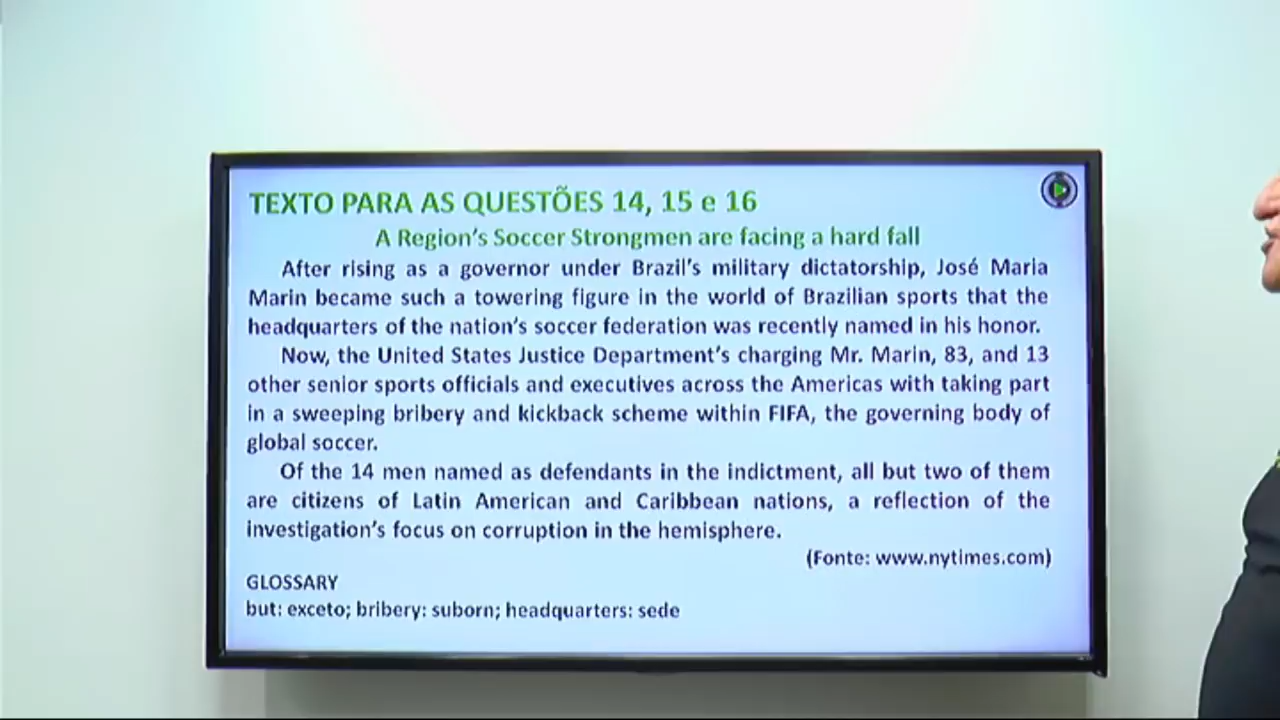 TEXTO PARA AS QUESTÕES 14, 15 e 16
A Region's Soccer Strongmen are facing a hard fall
After rising as a governor under Brazil's military dictatorship, José Maria
Marin became such a towering figure in the world of Brazilian sports that the
headquarters of the nation's soccer federation was recently named in his honor.
Now, the United States Justice Department's charging Mr. Marin, 83, and 13
other senior sports officials and executives across the Americas with taking part
in a sweeping bribery and kickback scheme within FIFA, the governing body of
global soccer.
Of the 14 men named as defendants in the indictment, all but two of them
are citizens of Latin American and Caribbean nations, a reflection of the
investigation's focus on corruption in the hemisphere.
(Fonte: www.nytimes.com)
GLOSSARY
but: exceto; bribery: suborn; headquarters: sede